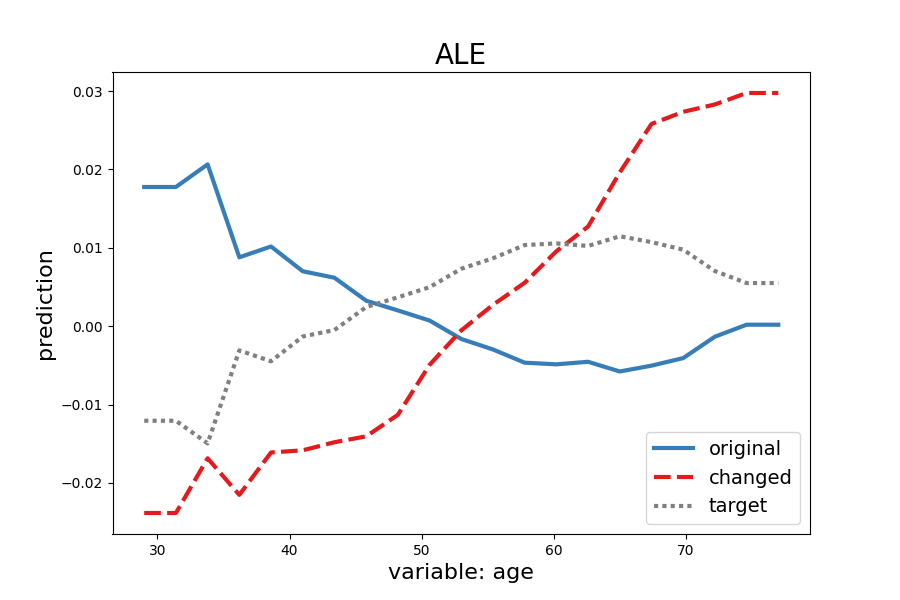 ALE
prediction
0.03
0.02
0.01
0.00
−0.01
−0.02
30 40 50 60 70
variable: age
original
changed
target